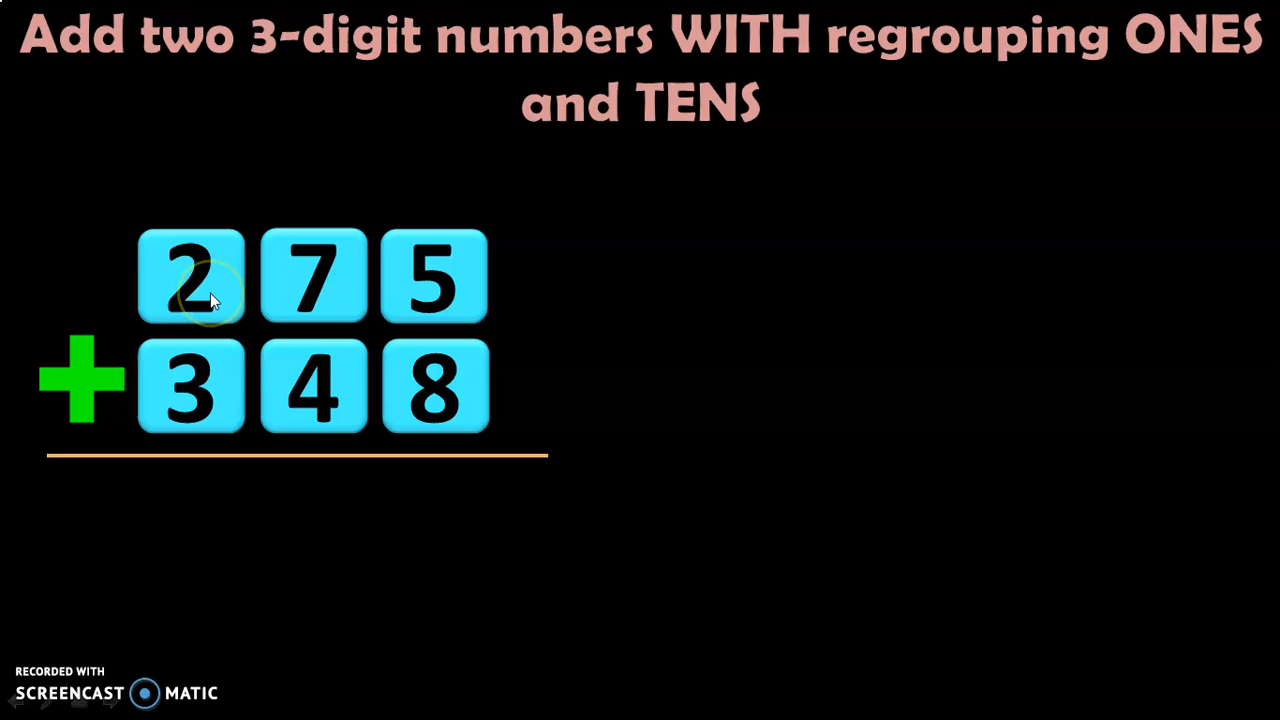 Add two 3-digit numbers WITH regrouping ONES
and TENS
2 7 5
+ 3 4 8
RECORDED WITH
SCREENCAST MATIC